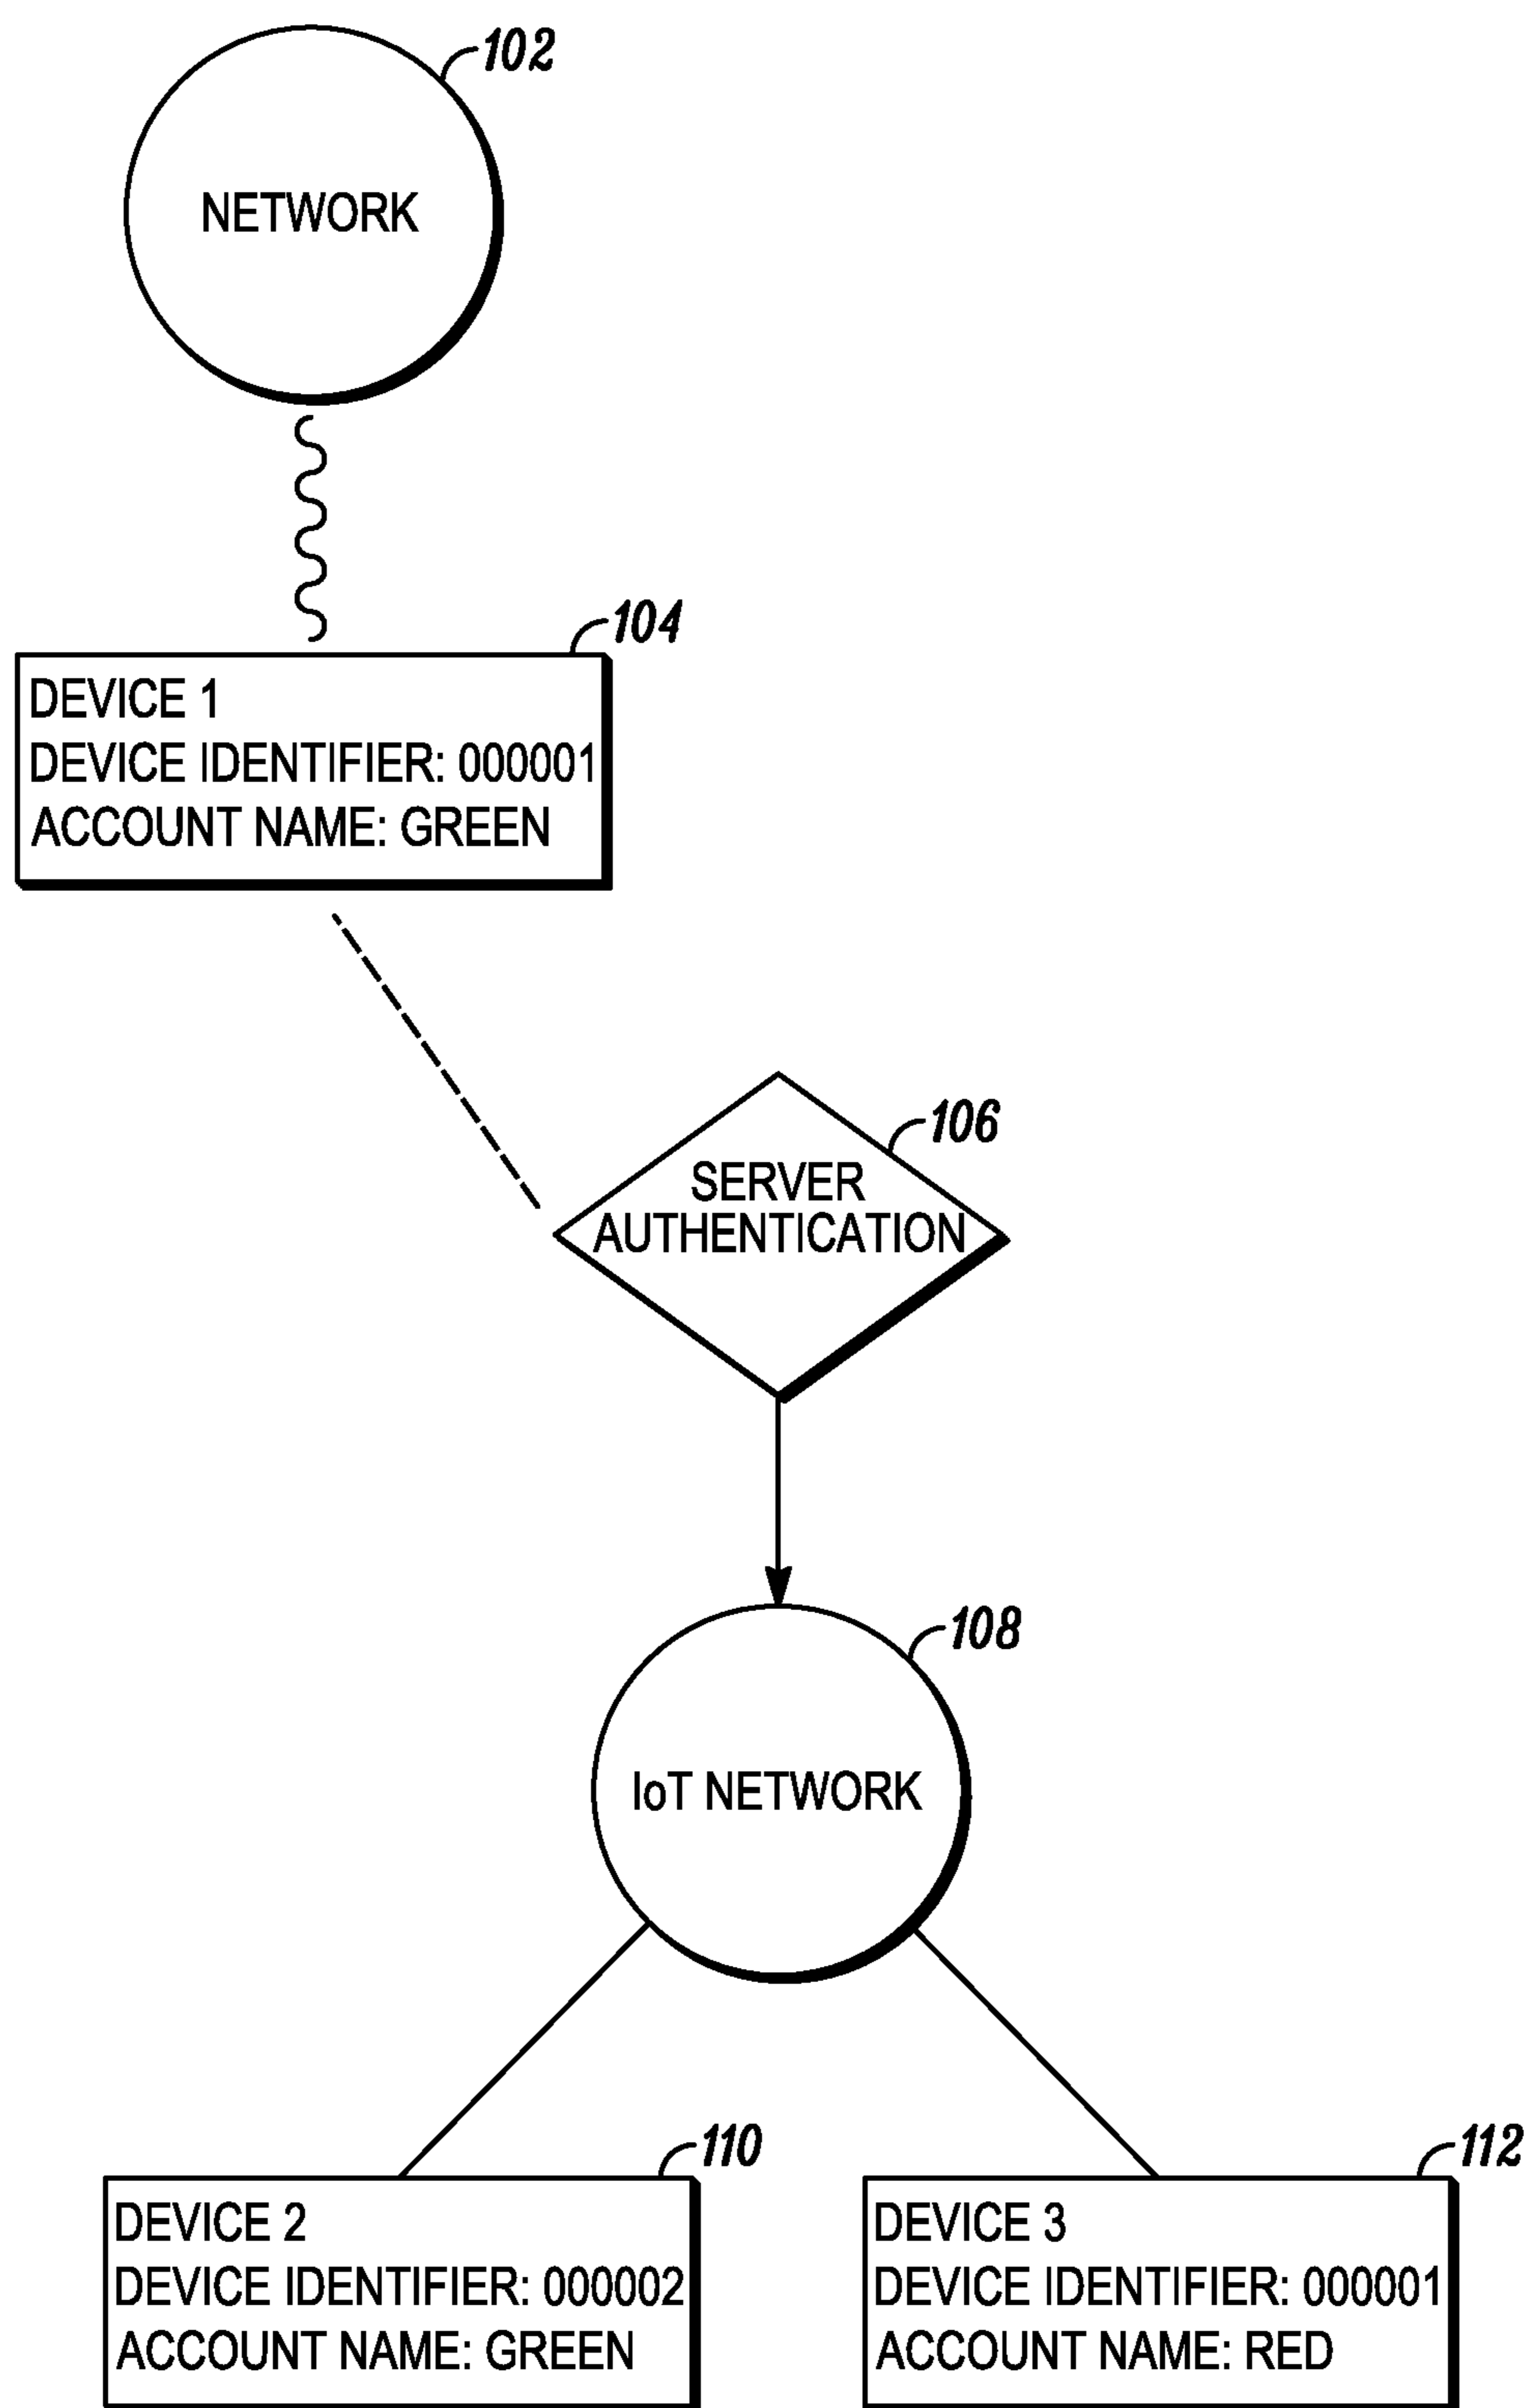 102
NETWORK
104
DEVICE 1
DEVICE IDENTIFIER: 000001
ACCOUNT NAME: GREEN
106
SERVER
AUTHENTICATION
108
IoT NETWORK
110
DEVICE 2
DEVICE IDENTIFIER: 000002
ACCOUNT NAME: GREEN
112
DEVICE 3
DEVICE IDENTIFIER: 000001
ACCOUNT NAME: RED